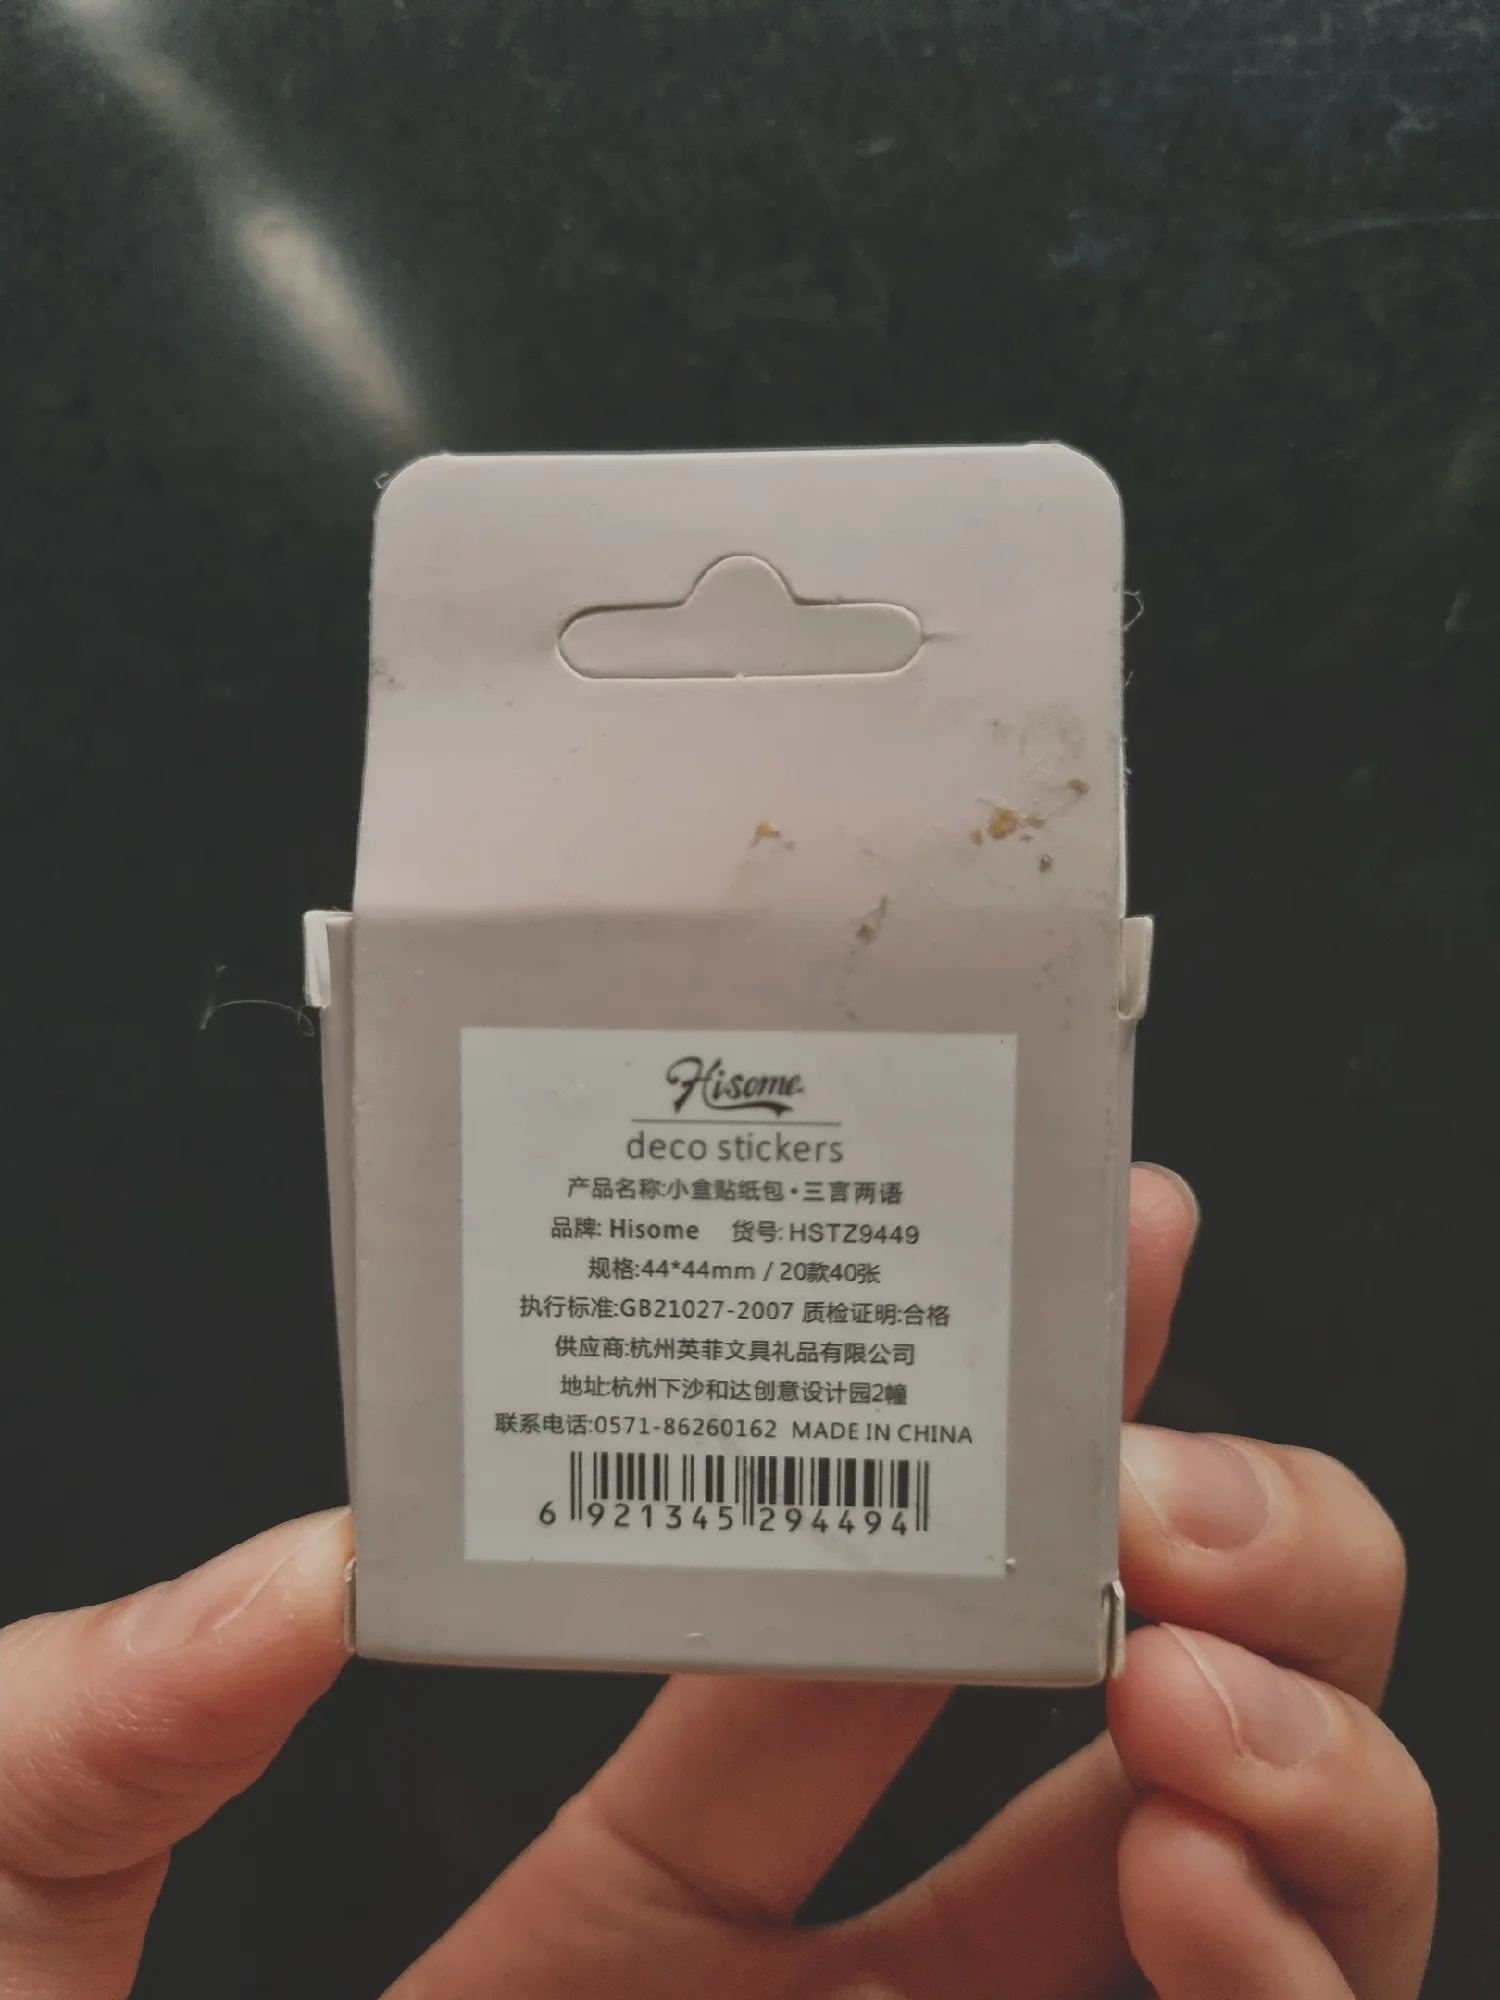 Hisome
deco stickers
产品名称:小盒贴纸包•三言两语
品牌: Hisome 货号: HSTZ9449
规格:44*44mm / 20款40张
执行标准:GB21027-2007 质检证明:合格
供应商:杭州英菲文具礼品有限公司
地址:杭州下沙和达创意设计园2幢
联系电话:0571-86260162 MADE IN CHINA
6 921345 294494